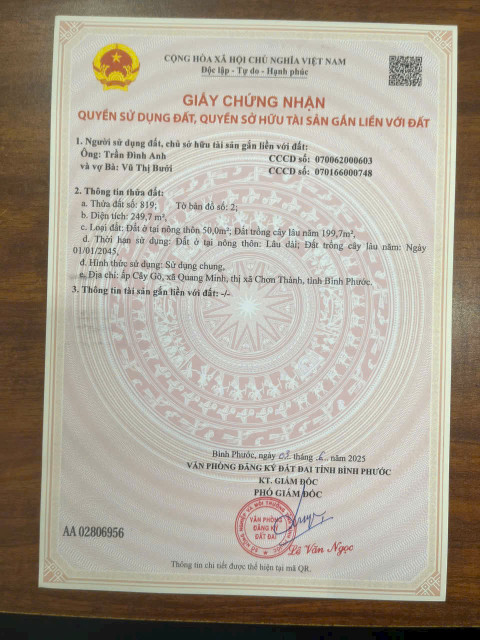 CỘNG HÒA XÃ HỘI CHỦ NGHĨA VIỆT NAM
Độc lập - Tự do - Hạnh phúc
GIẤY CHỨNG NHẬN
QUYỀN SỬ DỤNG ĐẤT, QUYỀN SỞ HỮU TÀI SẢN GẮN LIỀN VỚI ĐẤT
1. Người sử dụng đất, chủ sở hữu tài sản gắn liền với đất:
Ông: Trần Đình Anh CCCD số: 070062000603
và vợ Bà: Vũ Thị Bưởi CCCD số: 070166000748
2. Thông tin thửa đất:
a. Thửa đất số: 819; Tờ bản đồ số: 2;
b. Diện tích: 249,7 m²;
c. Loại đất: Đất ở tại nông thôn 50,0m²; Đất trồng cây lâu năm 199,7m²;
d. Thời hạn sử dụng: Đất ở tại nông thôn: Lâu dài; Đất trồng cây lâu năm: Ngày
01/01/2045,
đ. Hình thức sử dụng: Sử dụng chung,
e. Địa chỉ: ấp Cây Gõ, xã Quang Minh, thị xã Chơn Thành, tỉnh Bình Phước.
3. Thông tin tài sản gắn liền với đất: -/-
Bình Phước, ngày 03 tháng 6 năm 2025
VĂN PHÒNG ĐĂNG KÝ ĐẤT ĐAI TỈNH BÌNH PHƯỚC
KT. GIÁM ĐỐC
PHÓ GIÁM ĐỐC
VĂN PHÒNG
ĐĂNG KÝ
ĐẤT ĐAI
Lê Văn Ngọc
AA 02806956
Thông tin chi tiết được thể hiện tại mã QR.